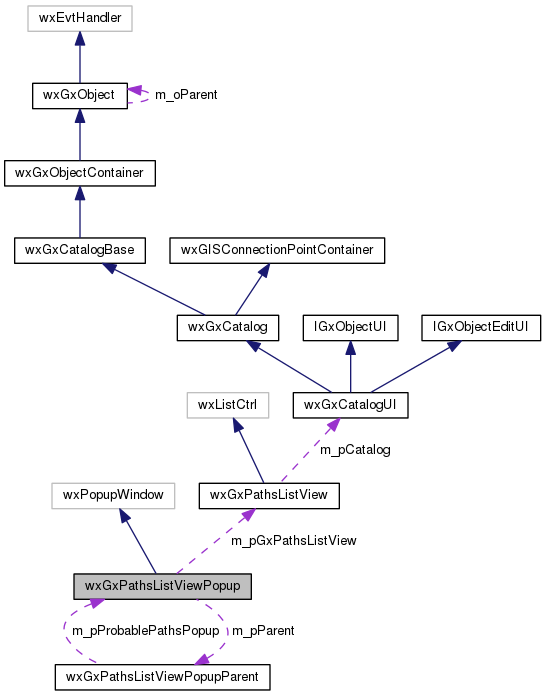 wxEvtHandler
wxGxObject
m_oParent
wxGxObjectContainer
wxGxCatalogBase
wxGISConnectionPointContainer
wxGxCatalog
IGxObjectUI
IGxObjectEditUI
wxListCtrl
wxGxCatalogUI
m_pCatalog
wxPopupWindow
wxGxPathsListView
m_pGxPathsListView
wxGxPathsListViewPopup
m_pProbablePathsPopup
m_pParent
wxGxPathsListViewPopupParent